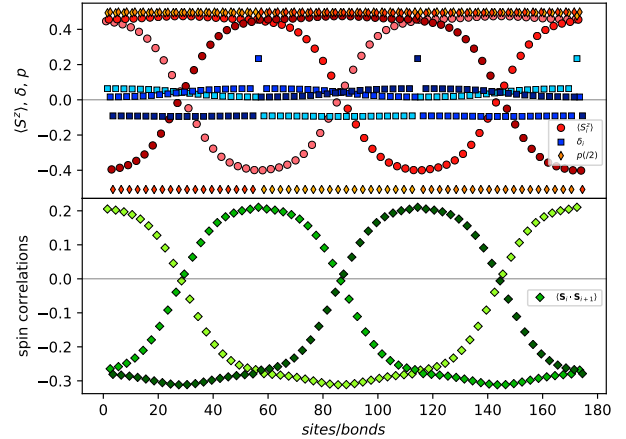 ⟨S^z⟩, δ, p
0.4
0.2
0.0
−0.2
−0.4
⟨S_i^z⟩
δ_i
p(/2)
spin correlations
0.2
0.1
0.0
−0.1
−0.2
−0.3
⟨S_i · S_{i+1}⟩
0 20 40 60 80 100 120 140 160 180
sites/bonds